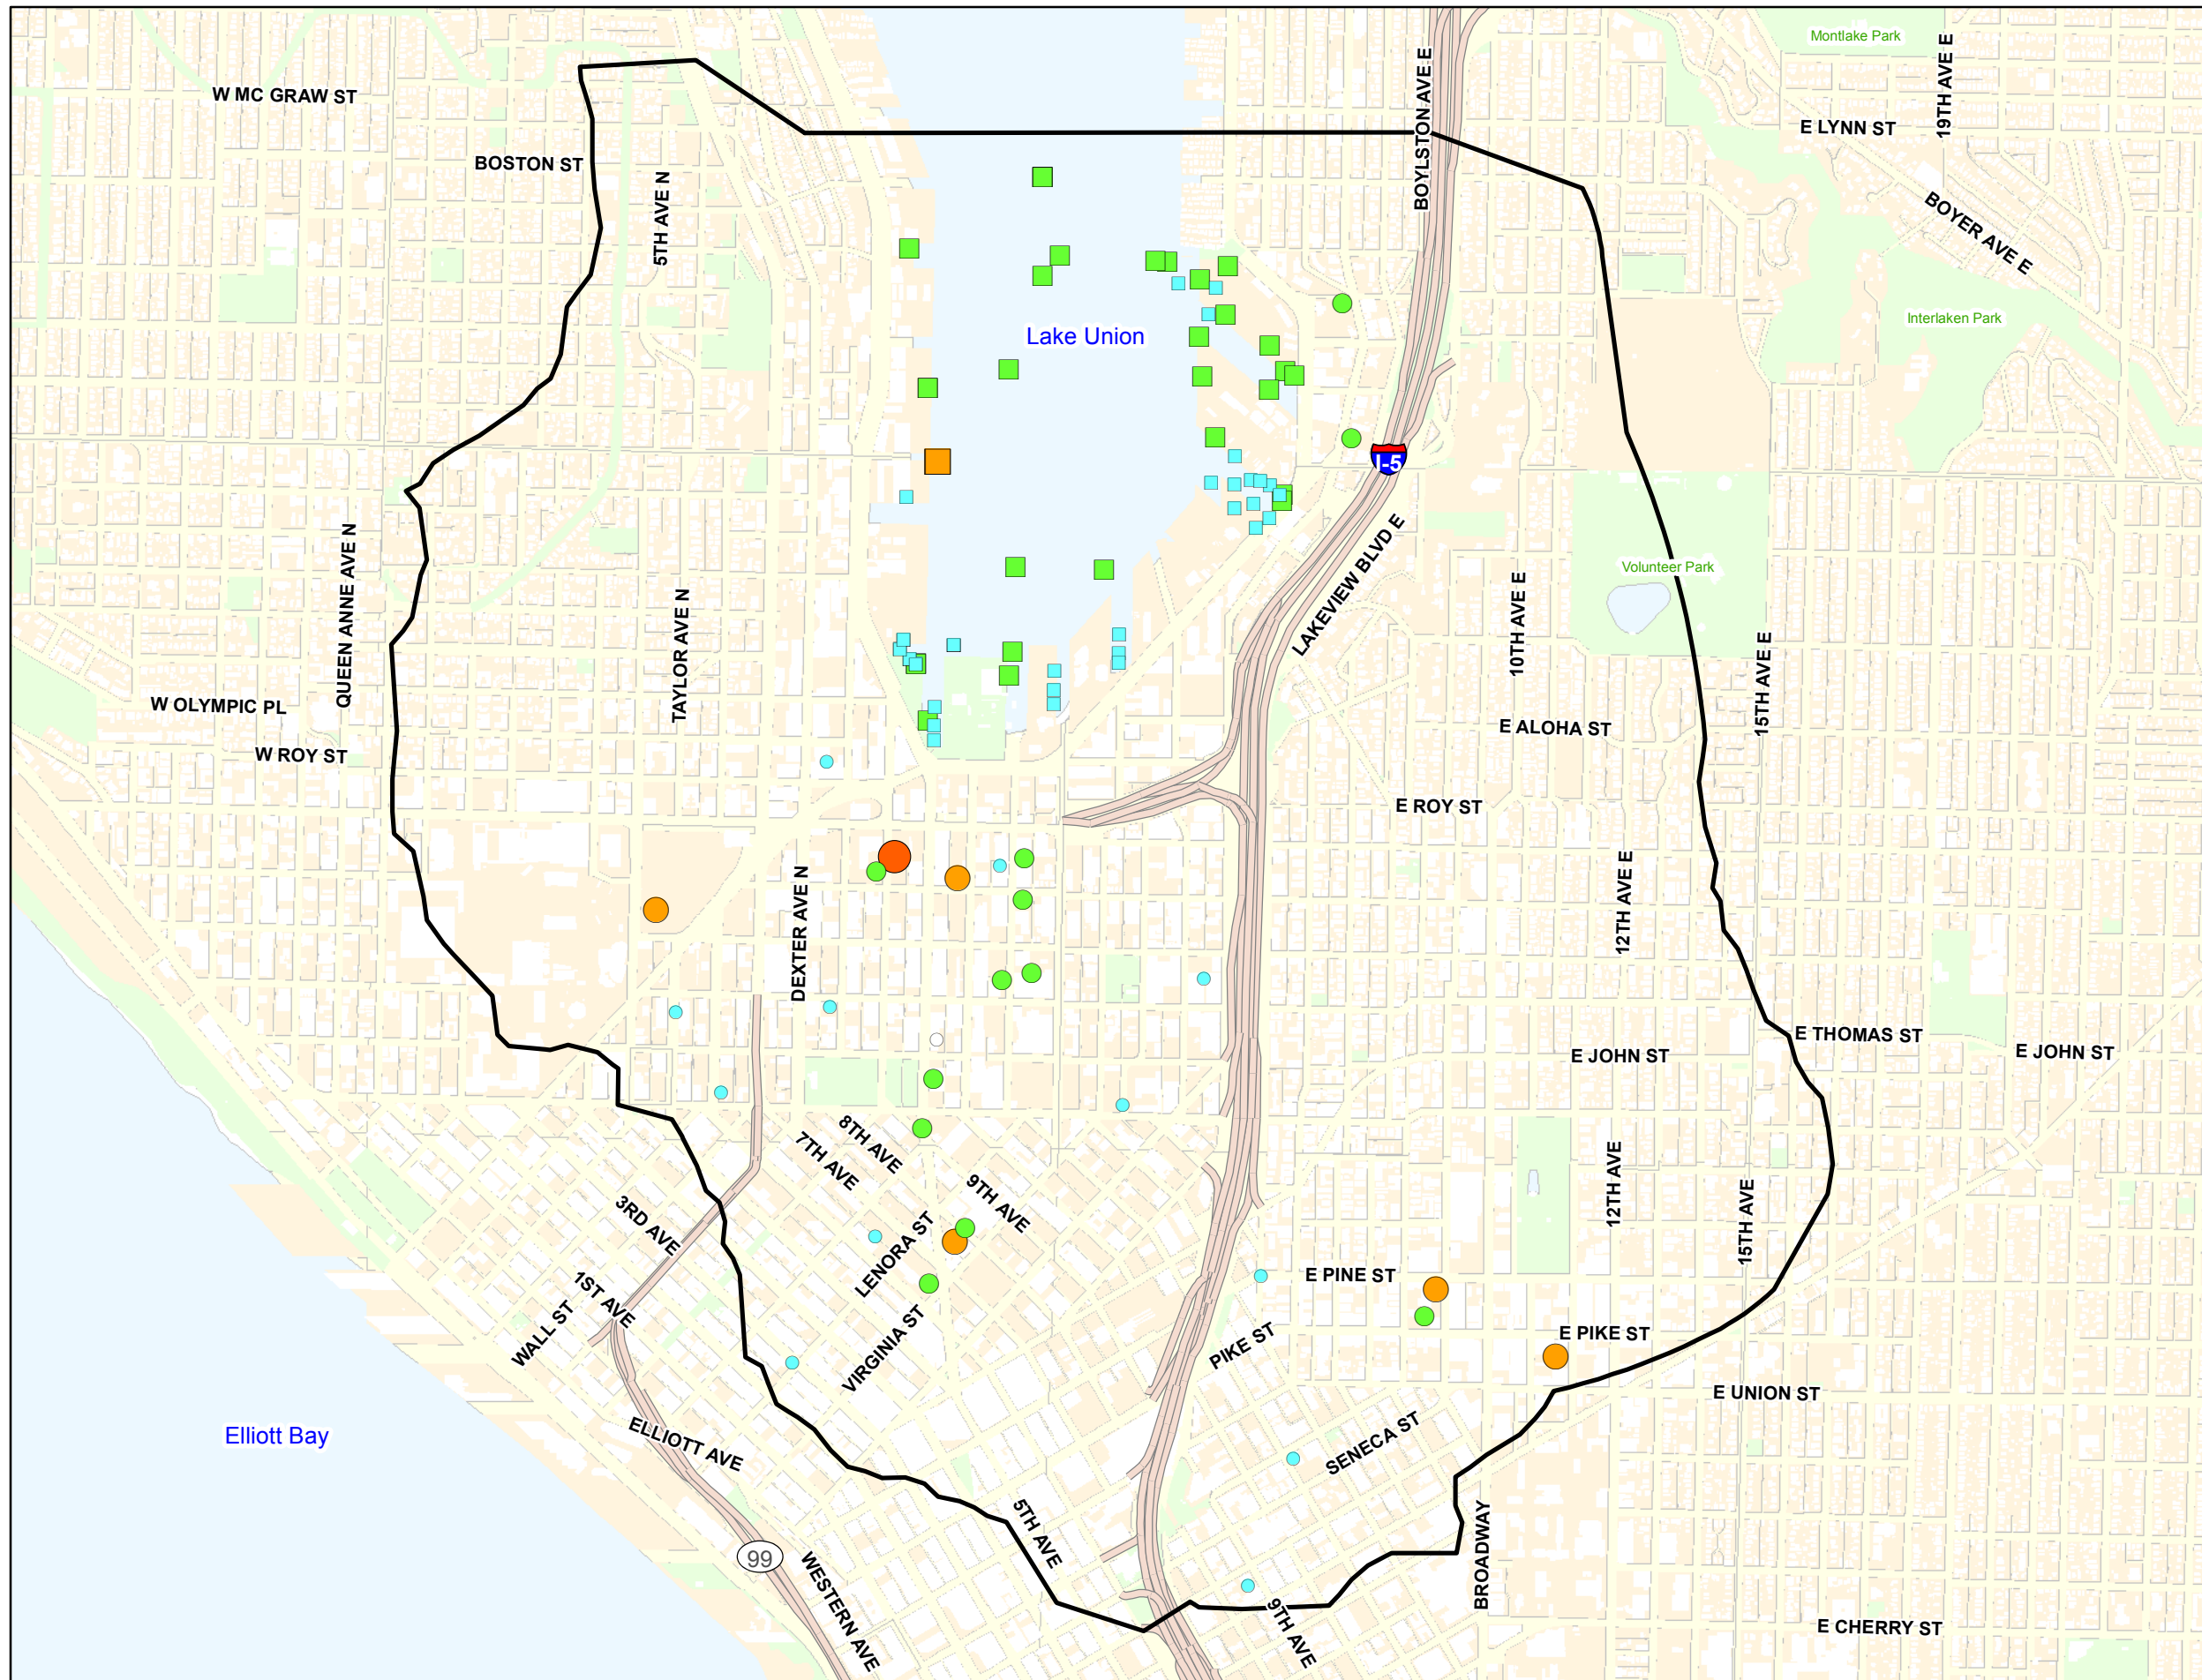 Montlake Park
W MC GRAW ST
BOYLSTON AVE E
19TH AVE E
E LYNN ST
BOSTON ST
5TH AVE N
BOYER AVE E
Lake Union
Interlaken Park
I-5
QUEEN ANNE AVE N
LAKEVIEW BLVD E
Volunteer Park
TAYLOR AVE N
10TH AVE E
15TH AVE E
W OLYMPIC PL
E ALOHA ST
W ROY ST
E ROY ST
DEXTER AVE N
12TH AVE E
E THOMAS ST
E JOHN ST
E JOHN ST
8TH AVE
7TH AVE
9TH AVE
12TH AVE
15TH AVE
3RD AVE
LENORA ST
E PINE ST
1ST AVE
WALL ST
VIRGINIA ST
PIKE ST
E PIKE ST
E UNION ST
Elliott Bay
ELLIOTT AVE
SENECA ST
5TH AVE
BROADWAY
99
WESTERN AVE
9TH AVE
E CHERRY ST